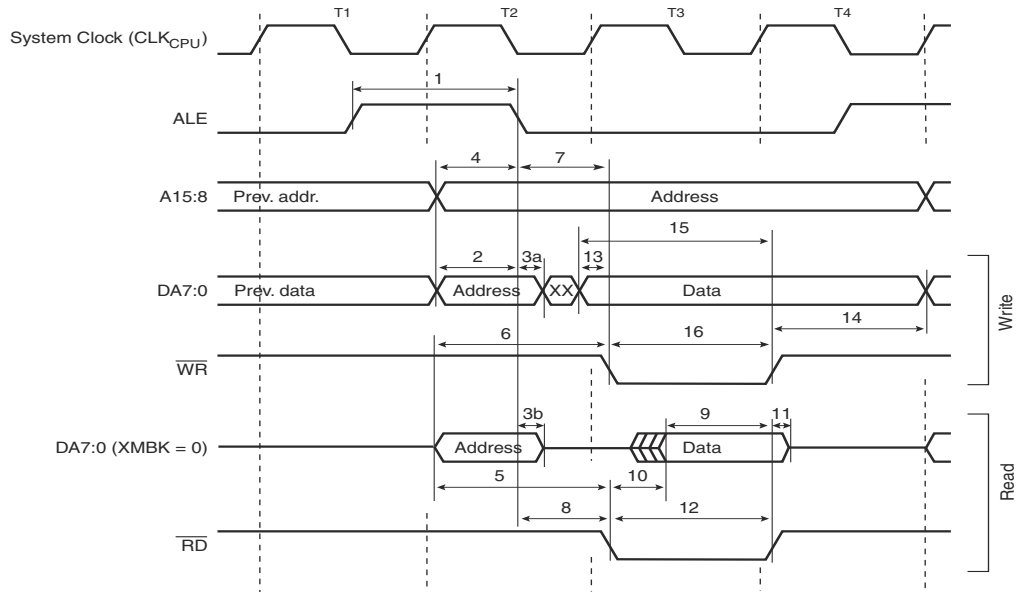 T1 T2 T3 T4
System Clock (CLKCPU)
1
ALE
4 7
A15:8 Prev. addr. Address
15
2 3a 13
DA7:0 Prev. data Address XX Data
14
6 16
WR
Write
3b 9 11
DA7:0 (XMBK = 0) Address Data
5 10
8 12
RD
Read